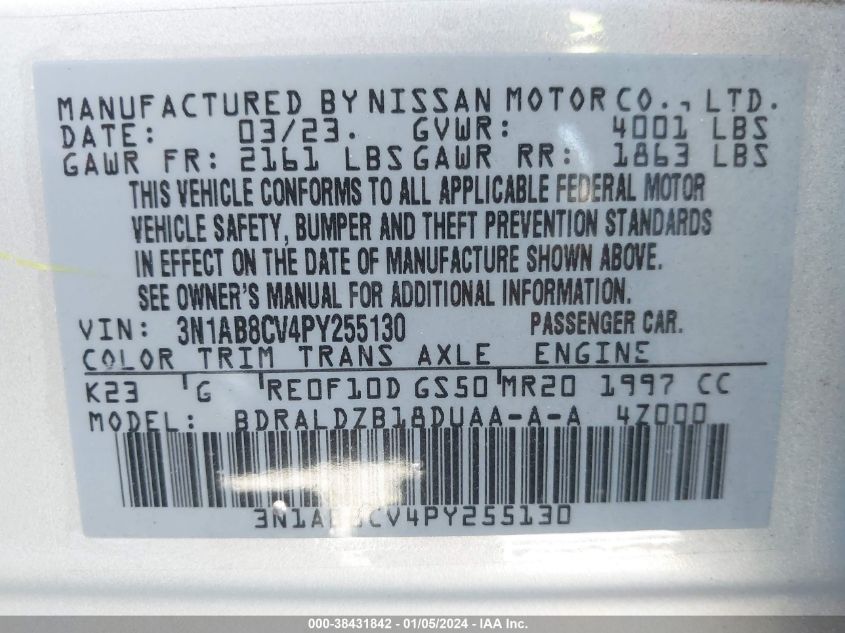 MANUFACTURED BY NISSAN MOTOR CO., LTD.
DATE: 03/23. GVWR: 4001 LBS
GAWR FR: 2161 LBS GAWR RR: 1863 LBS
THIS VEHICLE CONFORMS TO ALL APPLICABLE FEDERAL MOTOR
VEHICLE SAFETY, BUMPER AND THEFT PREVENTION STANDARDS
IN EFFECT ON THE DATE OF MANUFACTURE SHOWN ABOVE.
SEE OWNER'S MANUAL FOR ADDITIONAL INFORMATION.
VIN: 3N1AB8CV4PY255130 PASSENGER CAR.
COLOR TRIM TRANS AXLE ENGINE
K23 G RE0F10D GS50 MR20 1997 CC
MODEL: BDRALDZB18DUAA-A-A 4Z000
3N1AB8CV4PY255130
000-38431842 - 01/05/2024 - IAA Inc.